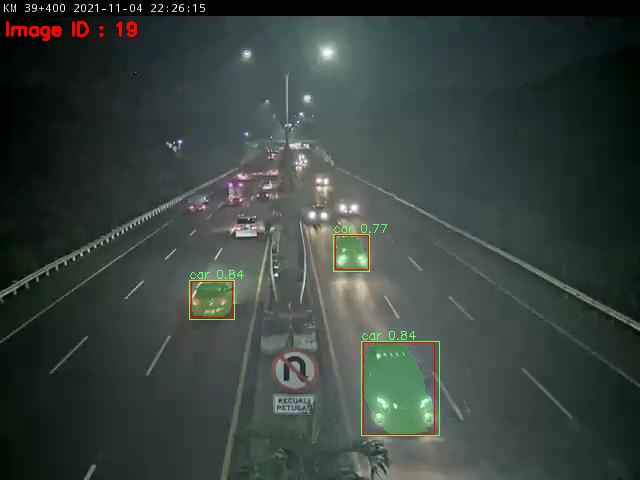 KM 39+400 2021-11-04 22:26:15
Image ID : 19
car 0.77
car 0.84
car 0.84
KECUALI
PETUGAS